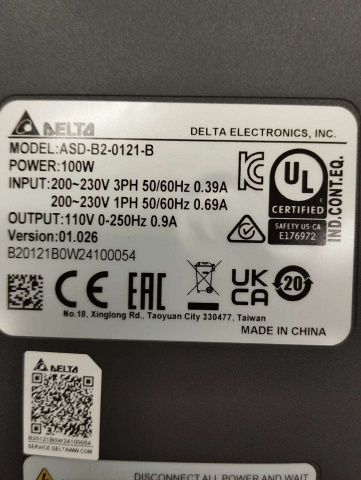 DELTA
DELTA ELECTRONICS, INC.
MODEL:ASD-B2-0121-B
POWER:100W
INPUT:200~230V 3PH 50/60Hz 0.39A
200~230V 1PH 50/60Hz 0.69A
OUTPUT:110V 0-250Hz 0.9A
Version:01.026
B20121B0W24100054
UL
CERTIFIED
SAFETY US-CA
E176972
IND.CONT.EQ.
CE EAC UK CA 20
No.18, Xinglong Rd., Taoyuan City 330477, Taiwan
MADE IN CHINA
DELTA
B20121B0W24100054
SERVICE.DELTAWW.COM
DISCONNECT ALL POWER AND WAIT